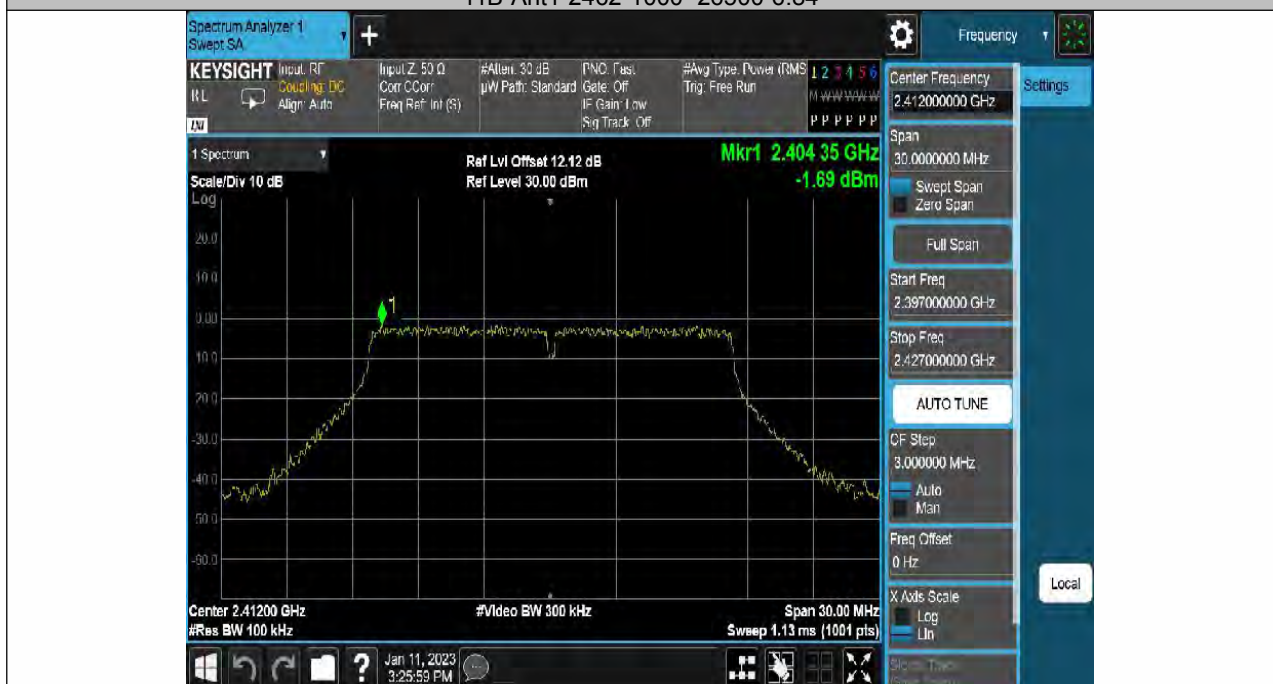 Spectrum Analyzer 1
Swept SA
+
Frequency
KEYSIGHT
RL
Input: RF
Coupling: DC
Align: Auto
Input Z: 50 Ω
Corr CCorr
Freq Ref: Int (S)
#Atten: 30 dB
µW Path: Standard
PNO: Fast
Gate: Off
IF Gain: Low
Sig Track: Off
#Avg Type: Power (RMS
Trig: Free Run
1 2 3 4 5 6
M W W W W W
P P P P P P
Center Frequency
2.412000000 GHz
Settings
Span
30.0000000 MHz
Swept Span
Zero Span
Full Span
Start Freq
2.397000000 GHz
Stop Freq
2.427000000 GHz
AUTO TUNE
CF Step
3.000000 MHz
Auto
Man
Freq Offset
0 Hz
X Axis Scale
Log
Lin
Local
1 Spectrum
Scale/Div 10 dB
Log
Ref Lvl Offset 12.12 dB
Ref Level 30.00 dBm
Mkr1 2.404 35 GHz
-1.69 dBm
20.0
10.0
1
0.00
-10.0
-20.0
-30.0
-40.0
-50.0
-60.0
Center 2.41200 GHz
#Video BW 300 kHz
Span 30.00 MHz
#Res BW 100 kHz
Sweep 1.13 ms (1001 pts)
?
Jan 11, 2023
3:25:59 PM